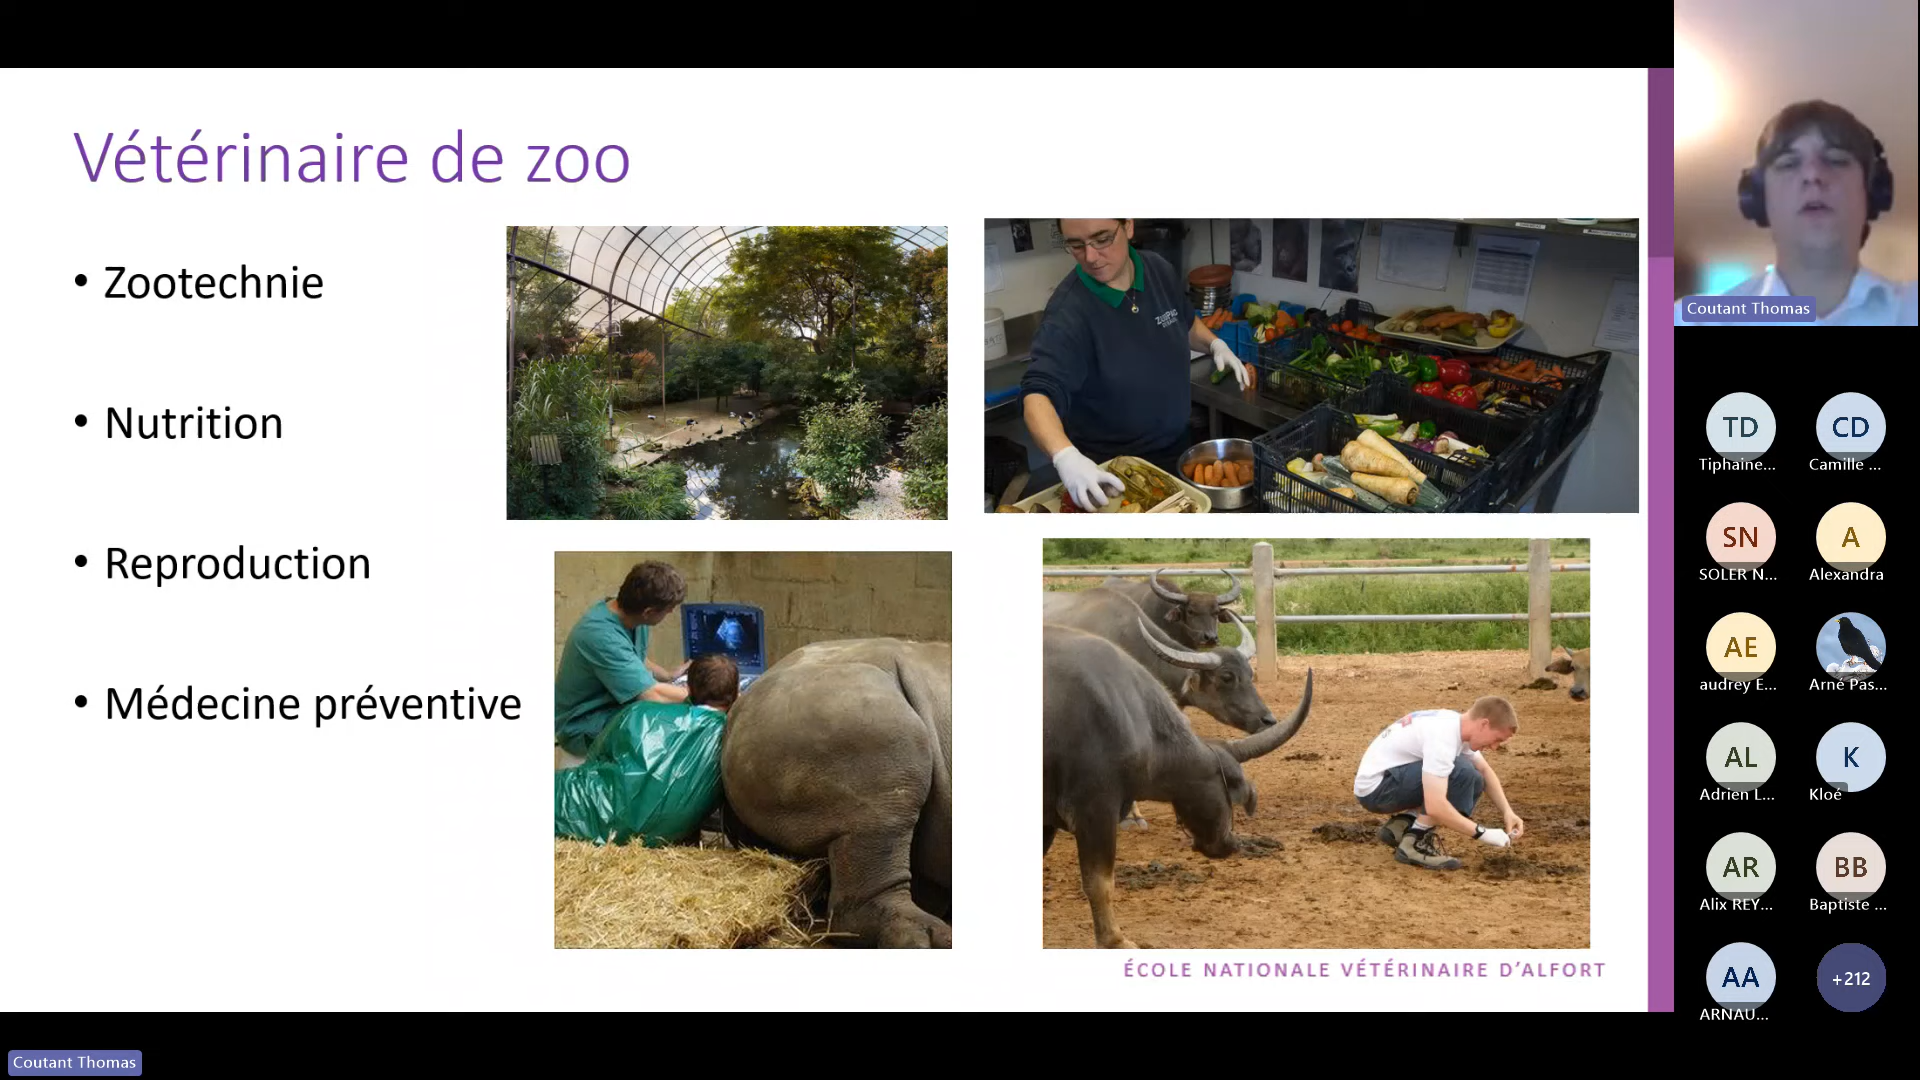 Vétérinaire de zoo
• Zootechnie
• Nutrition
• Reproduction
• Médecine préventive
ÉCOLE NATIONALE VÉTÉRINAIRE D’ALFORT
Coutant Thomas
Coutant Thomas
TD
Tiphaine...
CD
Camille ...
SN
SOLER N...
A
Alexandra
AE
audrey E...
Arné Pas...
AL
Adrien L...
K
Kloé
AR
Alix REY...
BB
Baptiste ...
AA
ARNAU...
+212